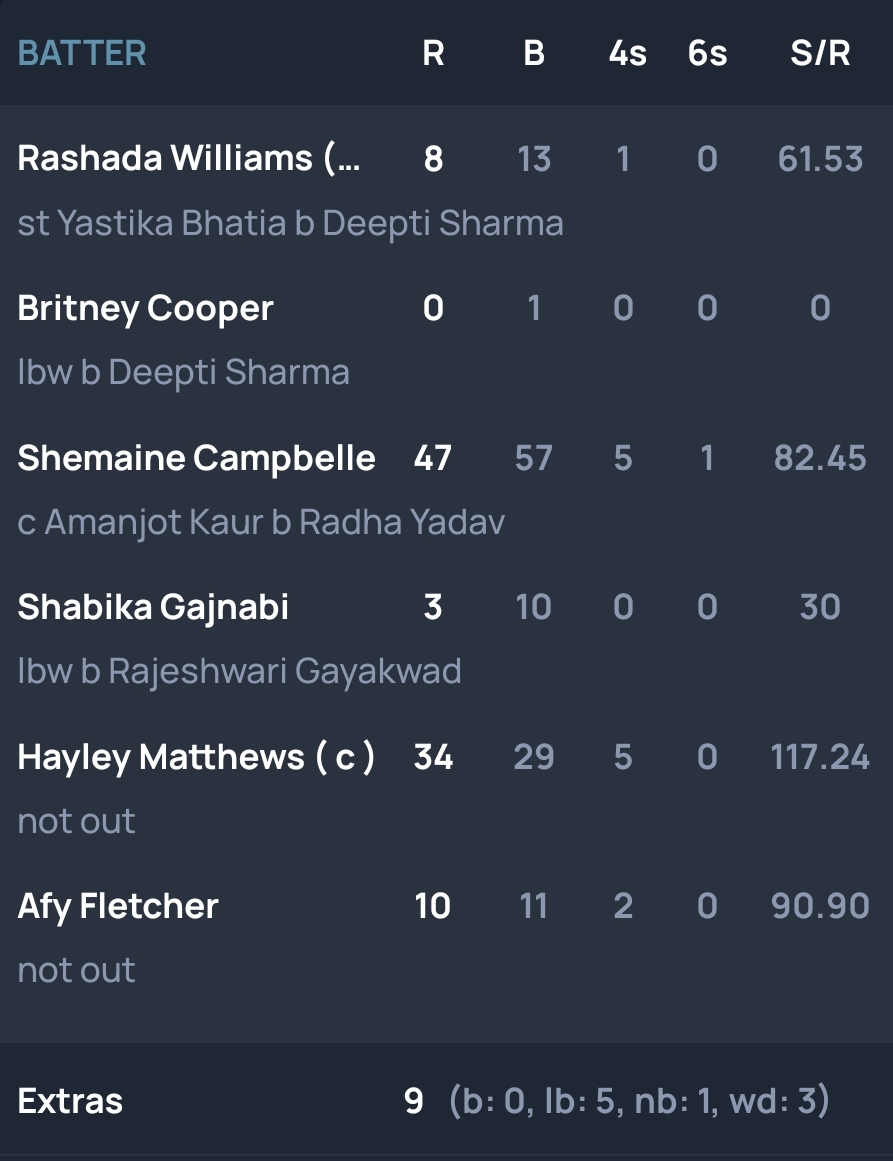 BATTER R B 4s 6s S/R
Rashada Williams (... 8 13 1 0 61.53
st Yastika Bhatia b Deepti Sharma
Britney Cooper 0 1 0 0 0
lbw b Deepti Sharma
Shemaine Campbelle 47 57 5 1 82.45
c Amanjot Kaur b Radha Yadav
Shabika Gajnabi 3 10 0 0 30
lbw b Rajeshwari Gayakwad
Hayley Matthews ( c ) 34 29 5 0 117.24
not out
Afy Fletcher 10 11 2 0 90.90
not out
Extras 9 (b: 0, lb: 5, nb: 1, wd: 3)